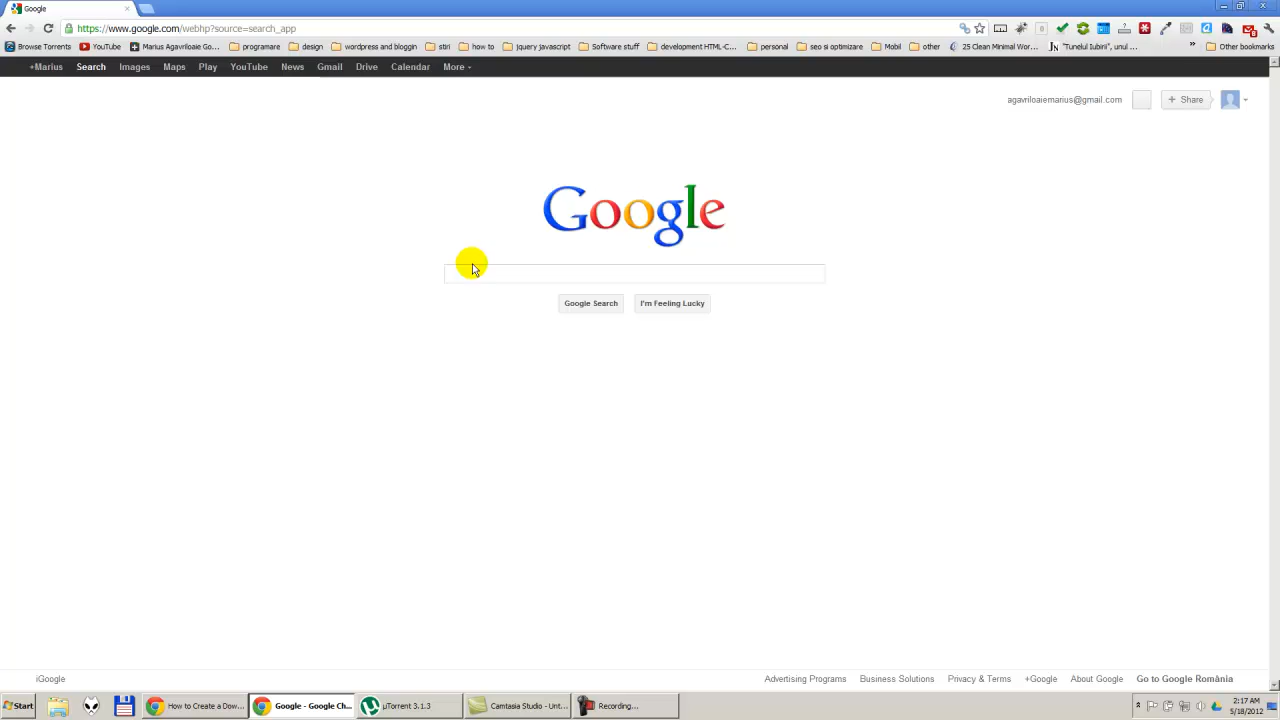 Google
https://www.google.com/webhp?source=search_app
Browse Torrents YouTube Marius Agavriloaie Go... programare design wordpress and bloggin stiri how to jquery javascript Software stuff development HTML-C... personal seo si optimizare Mobil other 25 Clean Minimal Wor... "Tunelul Iubirii", unul ... » Other bookmarks
+Marius Search Images Maps Play YouTube News Gmail Drive Calendar More
agavriloaiemarius@gmail.com + Share
Google
Google Search I'm Feeling Lucky
iGoogle Advertising Programs Business Solutions Privacy & Terms +Google About Google Go to Google România
Start How to Create a Dow... Google - Google Ch... µTorrent 3.1.3 Camtasia Studio - Unt... Recording... 2:17 AM
5/18/2012